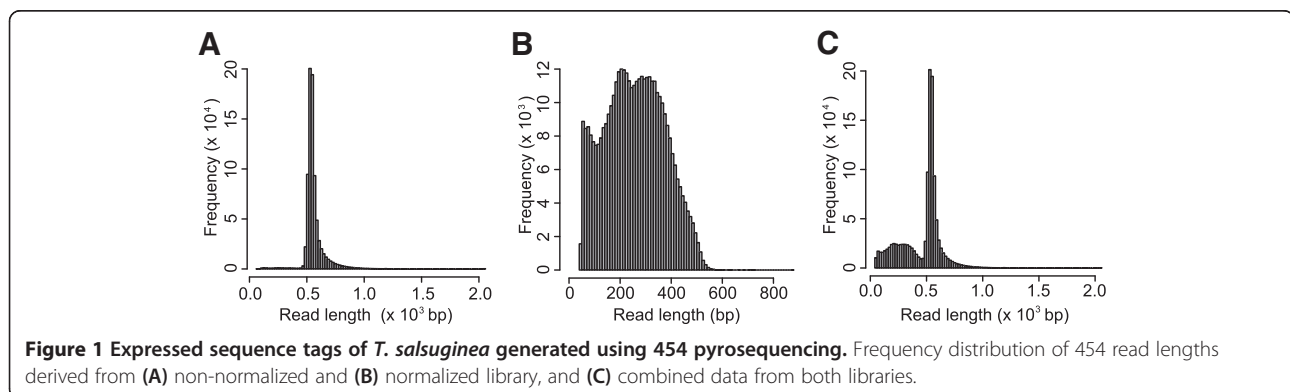 A
B
C
Frequency (x 10⁴)
20
15
10
5
0
0.0 0.5 1.0 1.5 2.0
Read length (x 10³ bp)
Frequency (x 10³)
12
10
8
6
4
2
0
0 200 400 600 800
Read length (bp)
Frequency (x 10⁴)
20
15
10
5
0
0.0 0.5 1.0 1.5 2.0
Read length (x 10³ bp)
Figure 1 Expressed sequence tags of T. salsuginea generated using 454 pyrosequencing. Frequency distribution of 454 read lengths
derived from (A) non-normalized and (B) normalized library, and (C) combined data from both libraries.